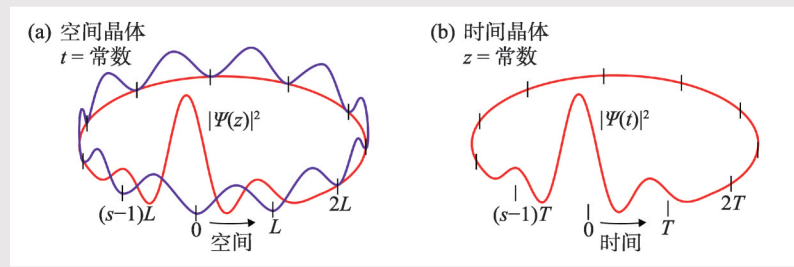 (a) 空间晶体
t = 常数
|Ψ(z)|²
(s−1)L
0
空间
L
2L
(b) 时间晶体
z = 常数
|Ψ(t)|²
(s−1)T
0
时间
T
2T